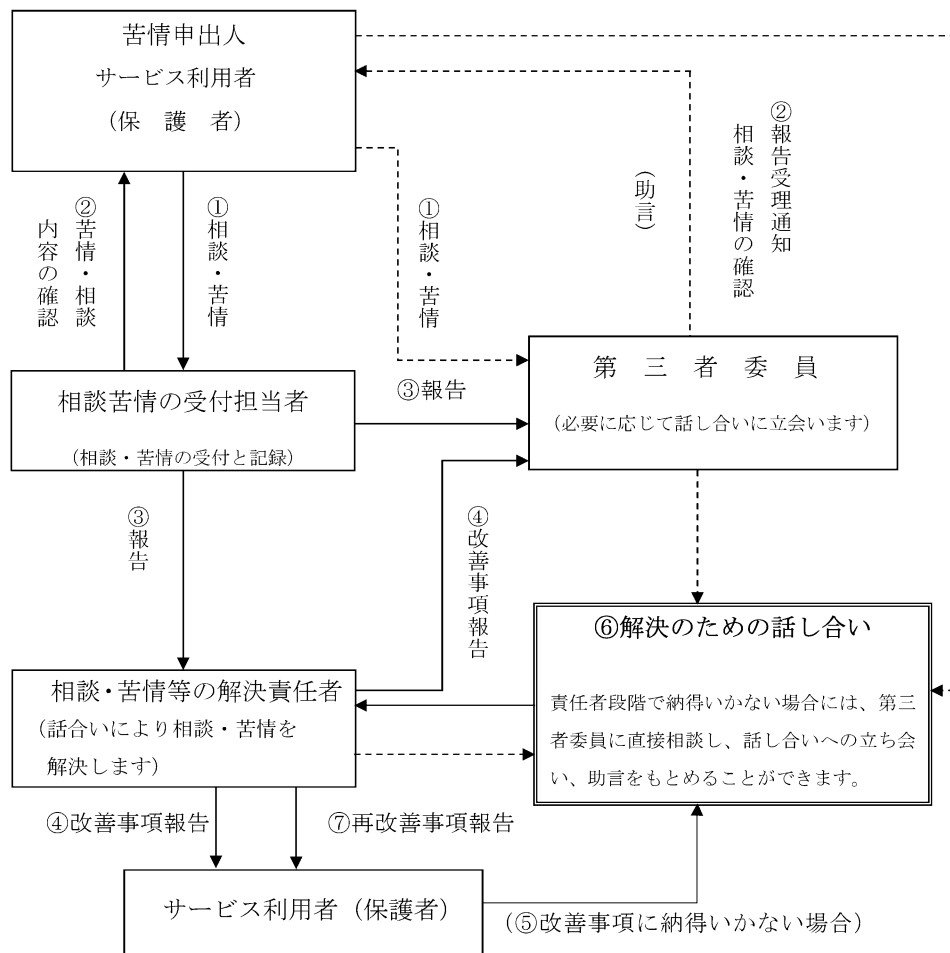 苦情申出人
サービス利用者
（保　護　者）
②苦情・相談
内容の確認
①相談・苦情
①相談・苦情
（助言）
②報告受理通知
相談・苦情の確認
相談苦情の受付担当者
（相談・苦情の受付と記録）
③報告
第　三　者　委　員
（必要に応じて話し合いに立会います）
③報告
④改善事項報告
⑥解決のための話し合い
責任者段階で納得いかない場合には、第三
者委員に直接相談し、話し合いへの立ち会
い、助言をもとめることができます。
相談・苦情等の解決責任者
（話合いにより相談・苦情を
解決します）
④改善事項報告
⑦再改善事項報告
サービス利用者（保護者）
（⑤改善事項に納得いかない場合）